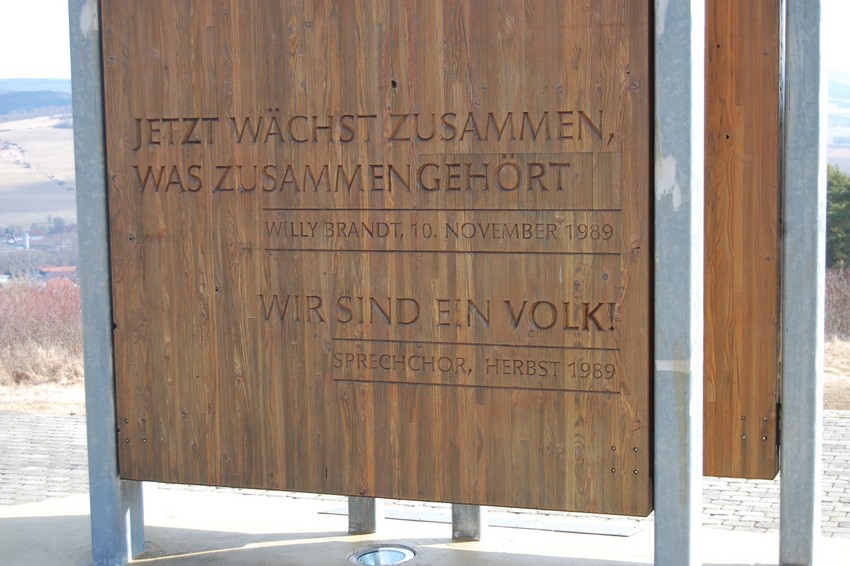 JETZT WÄCHST ZUSAMMEN,
WAS ZUSAMMENGEHÖRT
WILLY BRANDT, 10. NOVEMBER 1989
WIR SIND EIN VOLK!
SPRECHCHOR, HERBST 1989